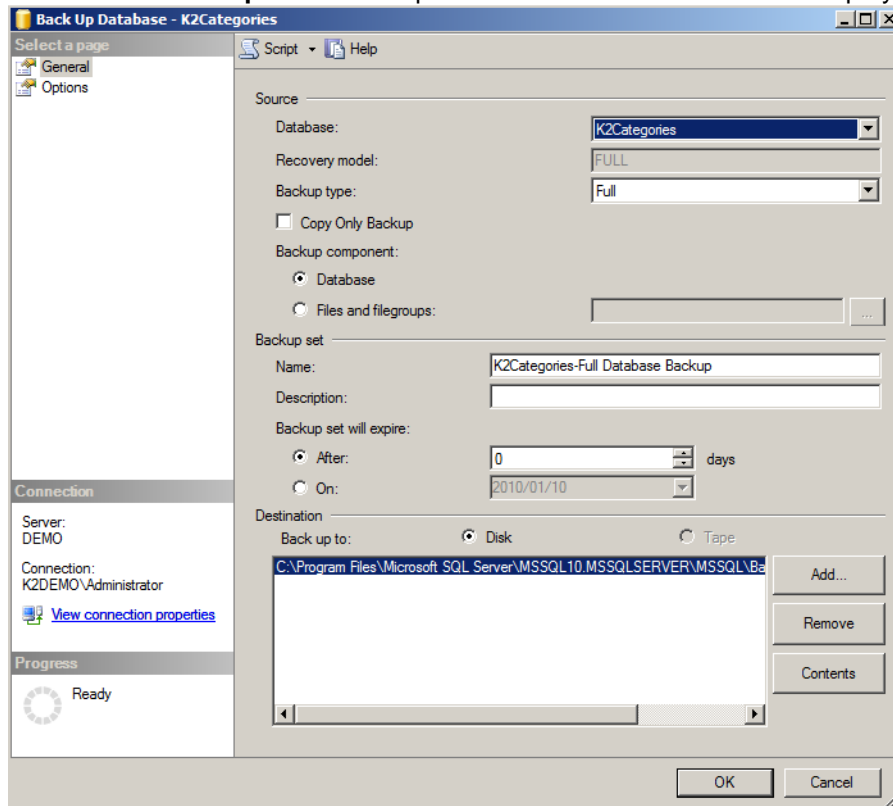 Back Up Database - K2Categories
Select a page
General
Options
Script Help
Source
Database: K2Categories
Recovery model: FULL
Backup type: Full
Copy Only Backup
Backup component:
Database
Files and filegroups: ...
Backup set
Name: K2Categories-Full Database Backup
Description:
Backup set will expire:
After: 0 days
On: 2010/01/10
Destination
Back up to: Disk Tape
C:\Program Files\Microsoft SQL Server\MSSQL10.MSSQLSERVER\MSSQL\Ba
Add...
Remove
Contents
Connection
Server:
DEMO
Connection:
K2DEMO\Administrator
View connection properties
Progress
Ready
OK Cancel